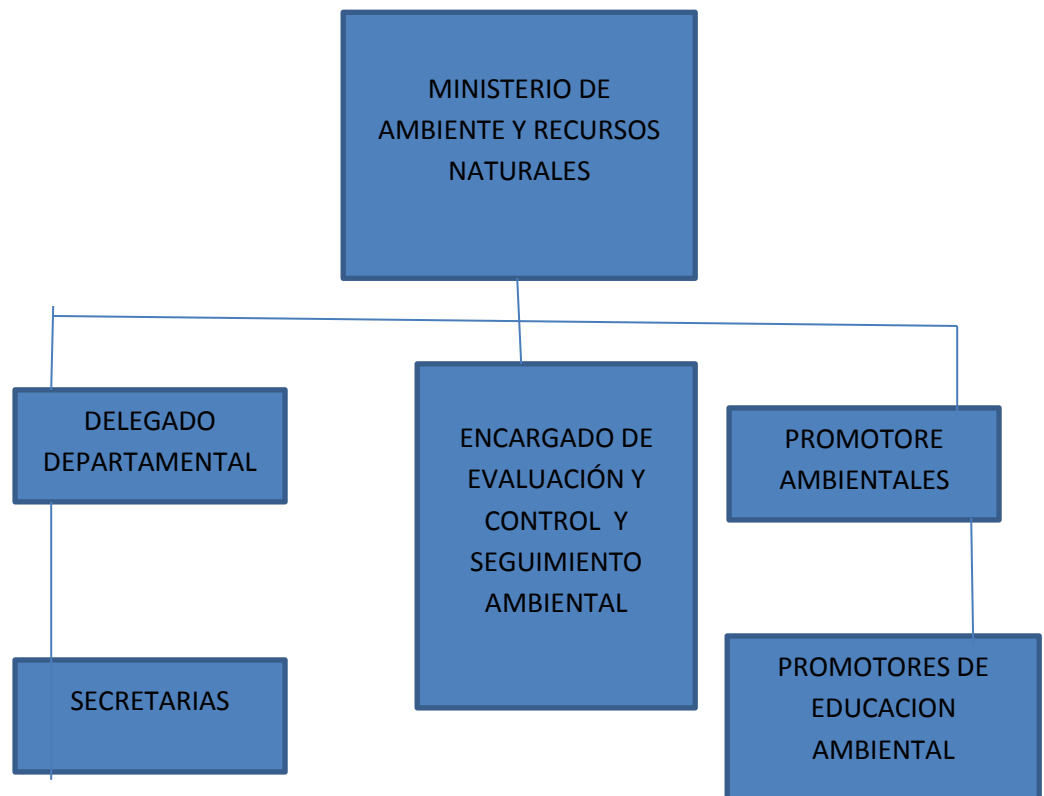 MINISTERIO DE
AMBIENTE Y RECURSOS
NATURALES
DELEGADO
DEPARTAMENTAL
ENCARGADO DE
EVALUACIÓN Y
CONTROL Y
SEGUIMIENTO
AMBIENTAL
PROMOTORE
AMBIENTALES
SECRETARIAS
PROMOTORES DE
EDUCACION
AMBIENTAL